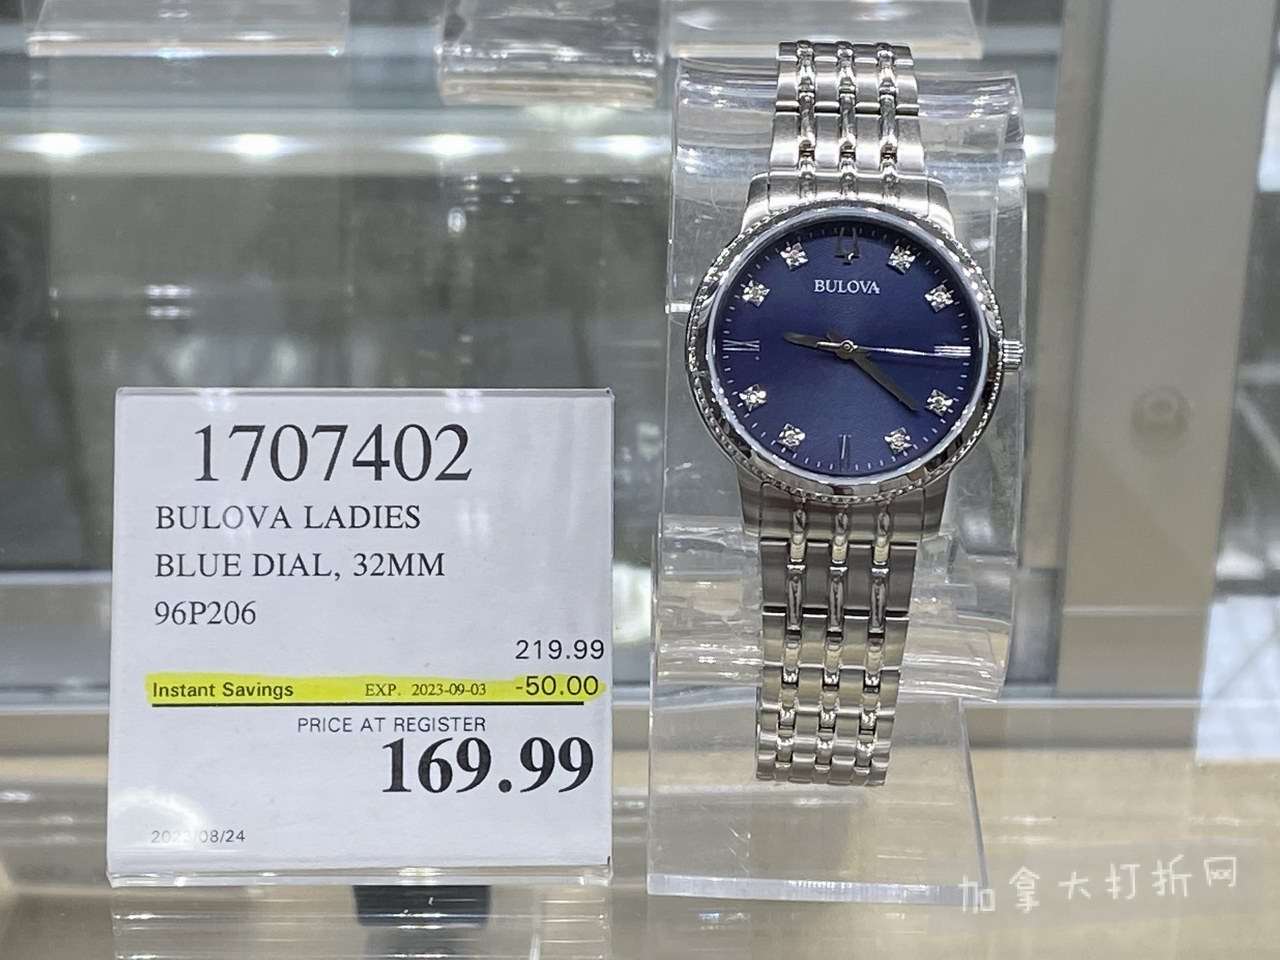 1707402
BULOVA LADIES
BLUE DIAL, 32MM
96P206
219.99
Instant Savings EXP. 2023-09-03 -50.00
PRICE AT REGISTER
169.99
2023/08/24
BULOVA
加拿大打折网